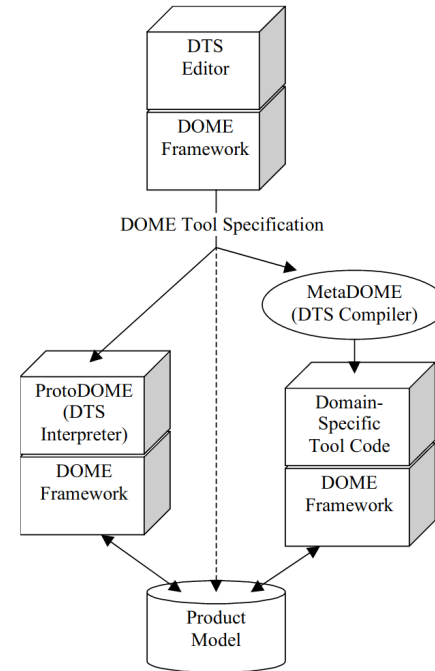 DTS
Editor
DOME
Framework
DOME Tool Specification
MetaDOME
(DTS Compiler)
ProtoDOME
(DTS
Interpreter)
DOME
Framework
Domain-
Specific
Tool Code
DOME
Framework
Product
Model